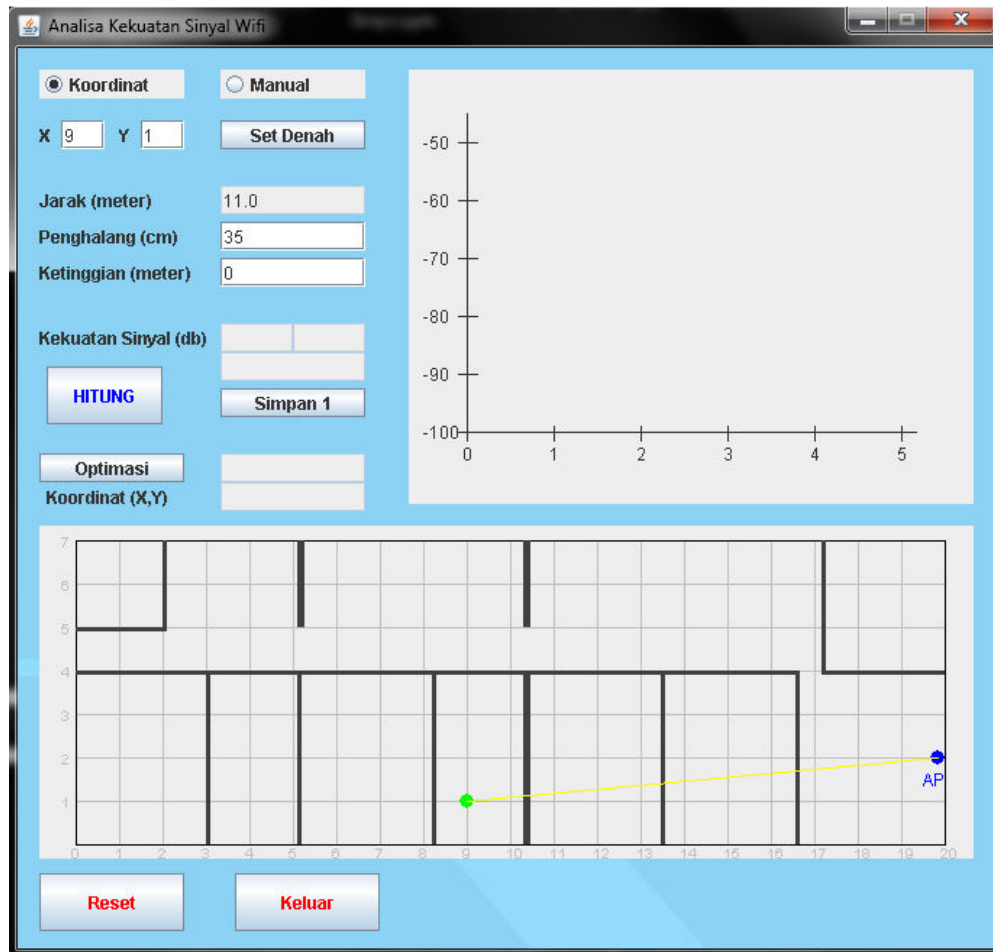 Analisa Kekuatan Sinyal Wifi
Koordinat Manual
X 9 Y 1 Set Denah
Jarak (meter) 11.0
Penghalang (cm) 35
Ketinggian (meter) 0
Kekuatan Sinyal (db)
HITUNG
Simpan 1
Optimasi
Koordinat (X,Y)
-50
-60
-70
-80
-90
-100
0 1 2 3 4 5
7
6
5
4
3
2
1
AP
0 1 2 3 4 5 6 7 8 9 10 11 12 13 14 15 16 17 18 19 20
Reset Keluar